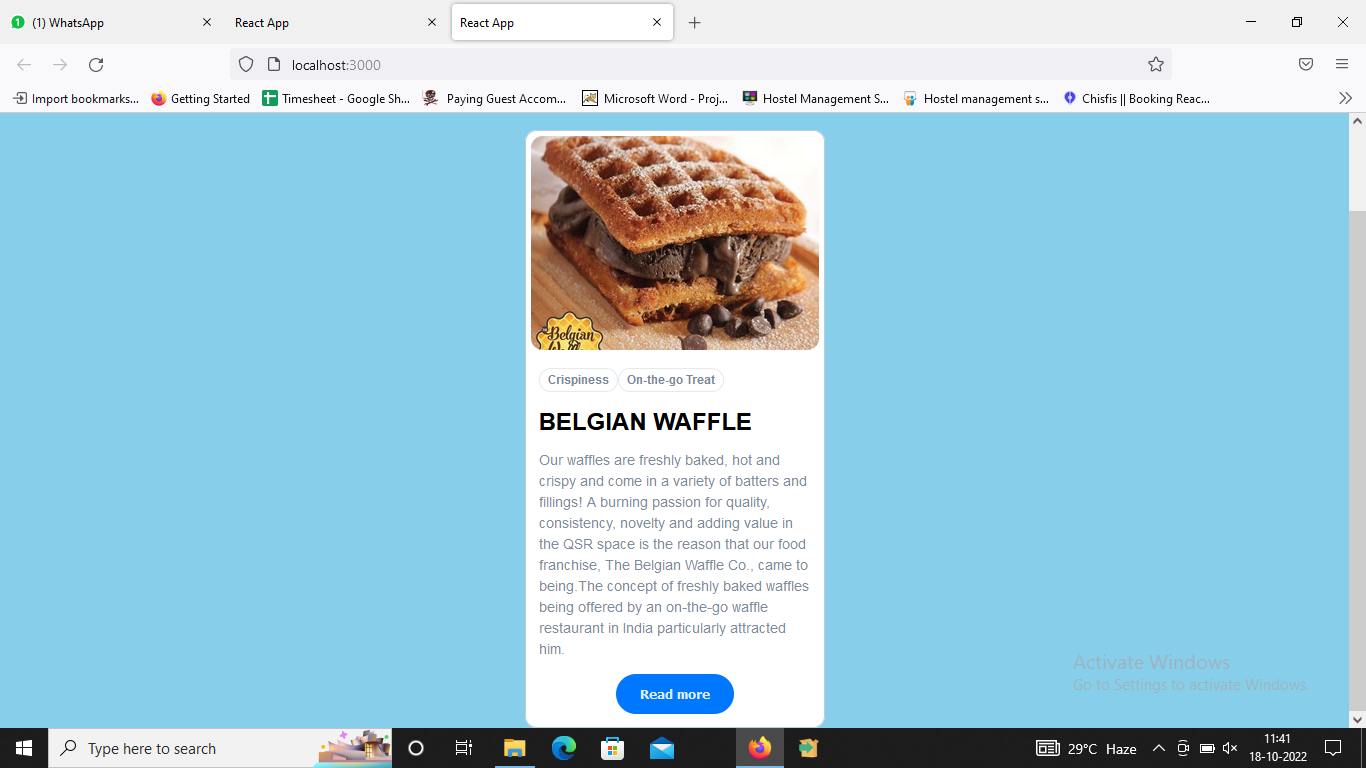 (1) WhatsApp
React App
React App
localhost:3000
Import bookmarks...
Getting Started
Timesheet - Google Sh...
Paying Guest Accom...
Microsoft Word - Proj...
Hostel Management S...
Hostel management s...
Chisfis || Booking Reac...
Belgian
Crispiness
On-the-go Treat
BELGIAN WAFFLE
Our waffles are freshly baked, hot and
crispy and come in a variety of batters and
fillings! A burning passion for quality,
consistency, novelty and adding value in
the QSR space is the reason that our food
franchise, The Belgian Waffle Co., came to
being.The concept of freshly baked waffles
being offered by an on-the-go waffle
restaurant in India particularly attracted
him.
Read more
Activate Windows
Go to Settings to activate Windows.
Type here to search
29°C Haze
11:41
18-10-2022